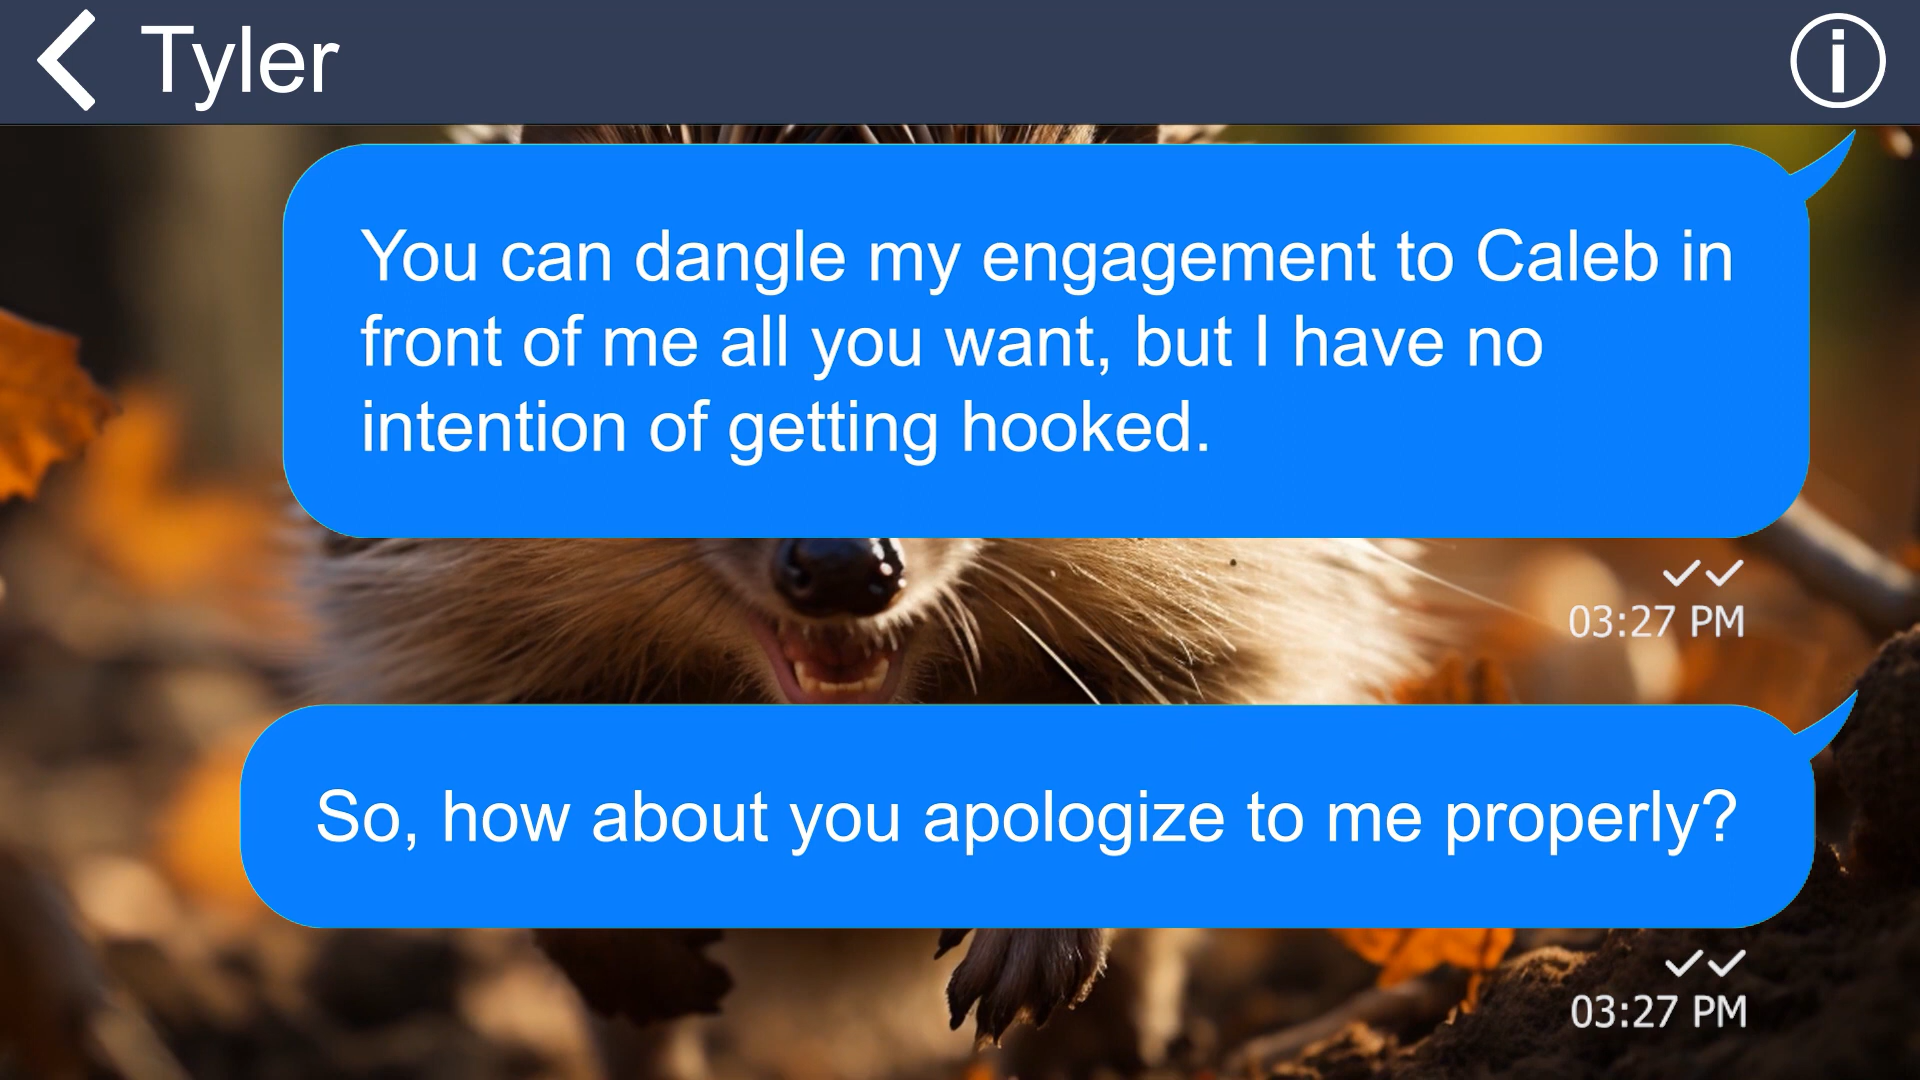 Tyler
You can dangle my engagement to Caleb in
front of me all you want, but I have no
intention of getting hooked.
03:27 PM
So, how about you apologize to me properly?
03:27 PM